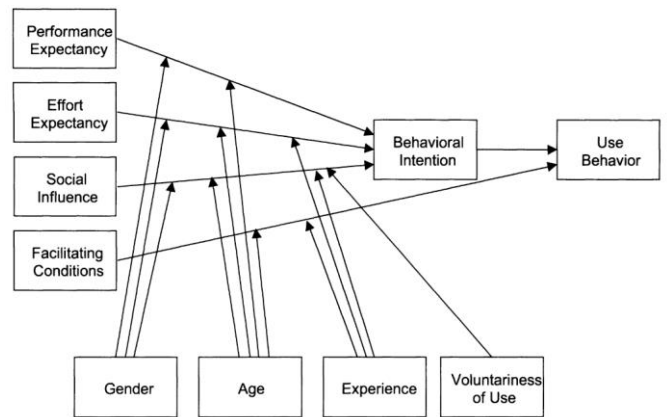 Performance
Expectancy
Effort
Expectancy
Social
Influence
Facilitating
Conditions
Behavioral
Intention
Use
Behavior
Gender
Age
Experience
Voluntariness
of Use